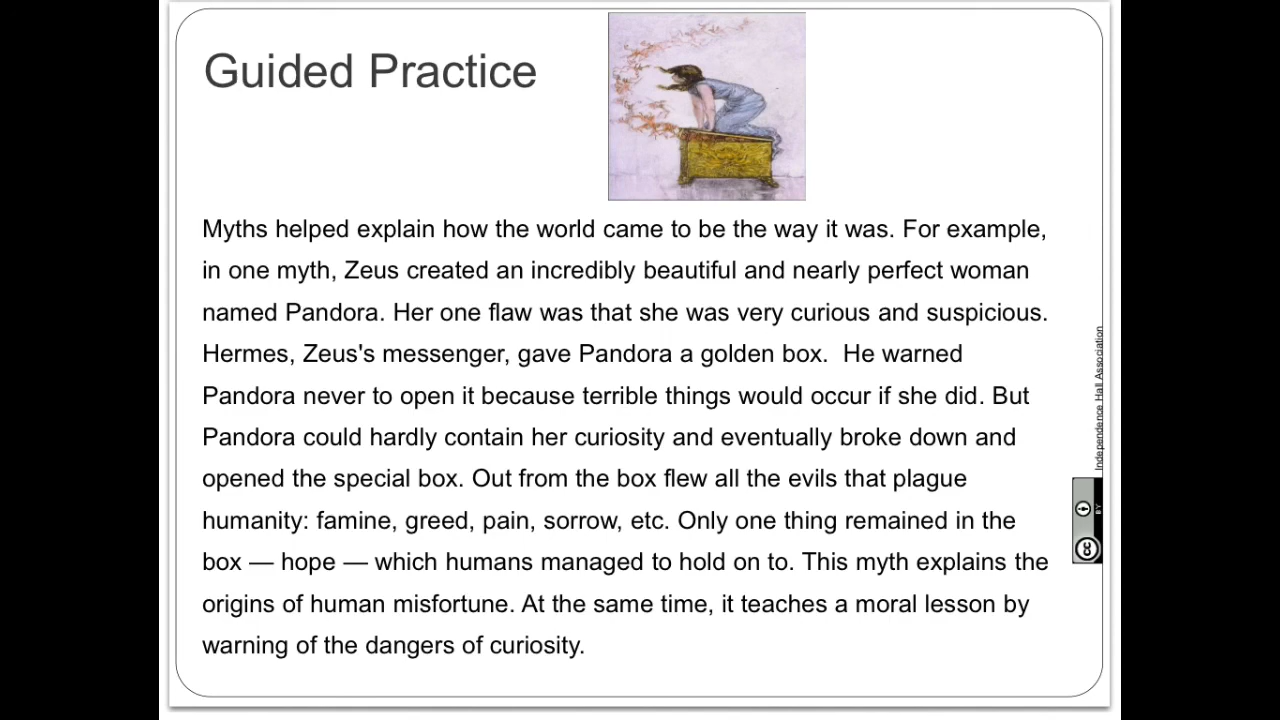 Guided Practice
Myths helped explain how the world came to be the way it was. For example,
in one myth, Zeus created an incredibly beautiful and nearly perfect woman
named Pandora. Her one flaw was that she was very curious and suspicious.
Hermes, Zeus's messenger, gave Pandora a golden box.  He warned
Pandora never to open it because terrible things would occur if she did. But
Pandora could hardly contain her curiosity and eventually broke down and
opened the special box. Out from the box flew all the evils that plague
humanity: famine, greed, pain, sorrow, etc. Only one thing remained in the
box — hope — which humans managed to hold on to. This myth explains the
origins of human misfortune. At the same time, it teaches a moral lesson by
warning of the dangers of curiosity.
Independence Hall Association
cc
BY